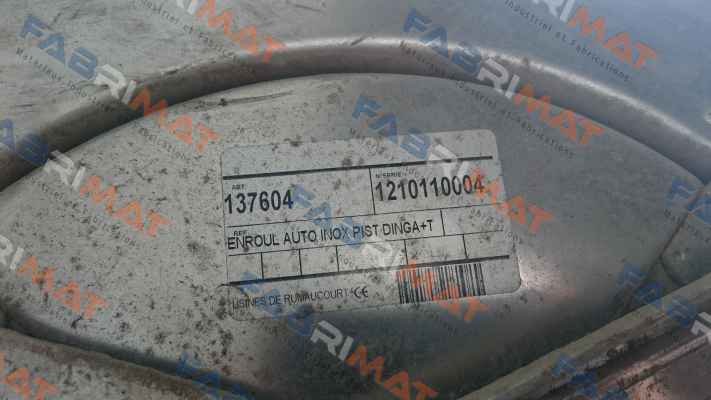 ART.
137604
N. SERIE
1210110004
REF.
ENROUL AUTO INOX PIST DINGA+T
USINES DE RUMAUCOURT CE
FABRIMAT
Matériaux Industriel et Fabrications